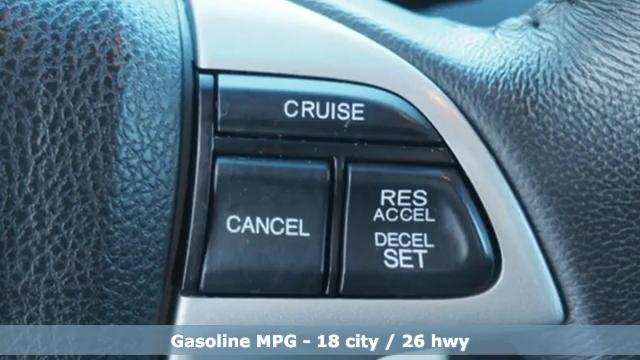 CRUISE
CANCEL
RES
ACCEL
DECEL
SET
Gasoline MPG - 18 city / 26 hwy